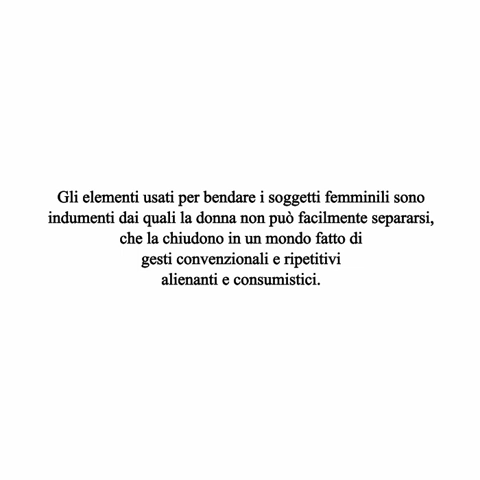 Gli elementi usati per bendare i soggetti femminili sono
indumenti dai quali la donna non può facilmente separarsi,
che la chiudono in un mondo fatto di
gesti convenzionali e ripetitivi
alienanti e consumistici.